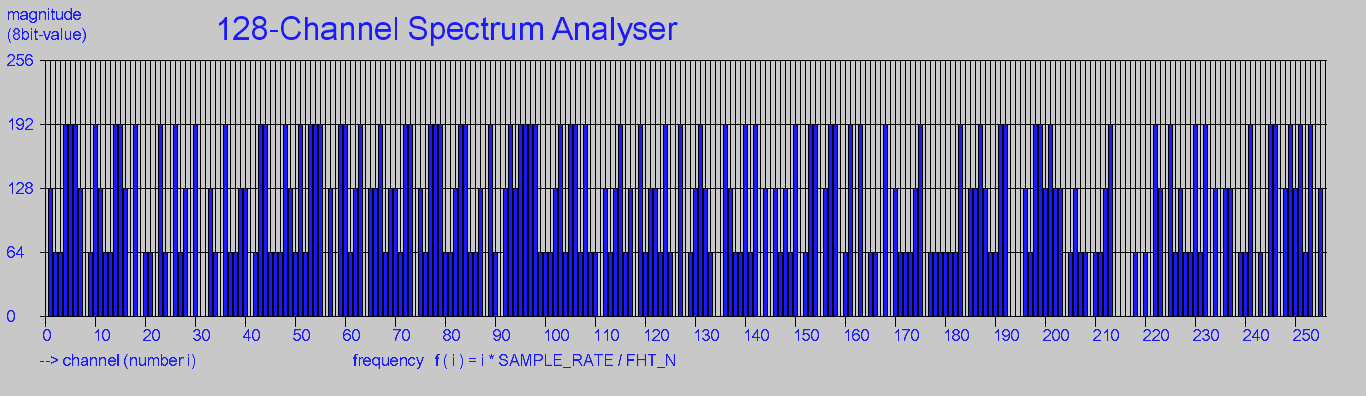 magnitude
(8bit-value)
128-Channel Spectrum Analyser
256
192
128
64
0
0 10 20 30 40 50 60 70 80 90 100 110 120 130 140 150 160 170 180 190 200 210 220 230 240 250
--> channel (number i)
frequency f ( i ) = i * SAMPLE_RATE / FHT_N